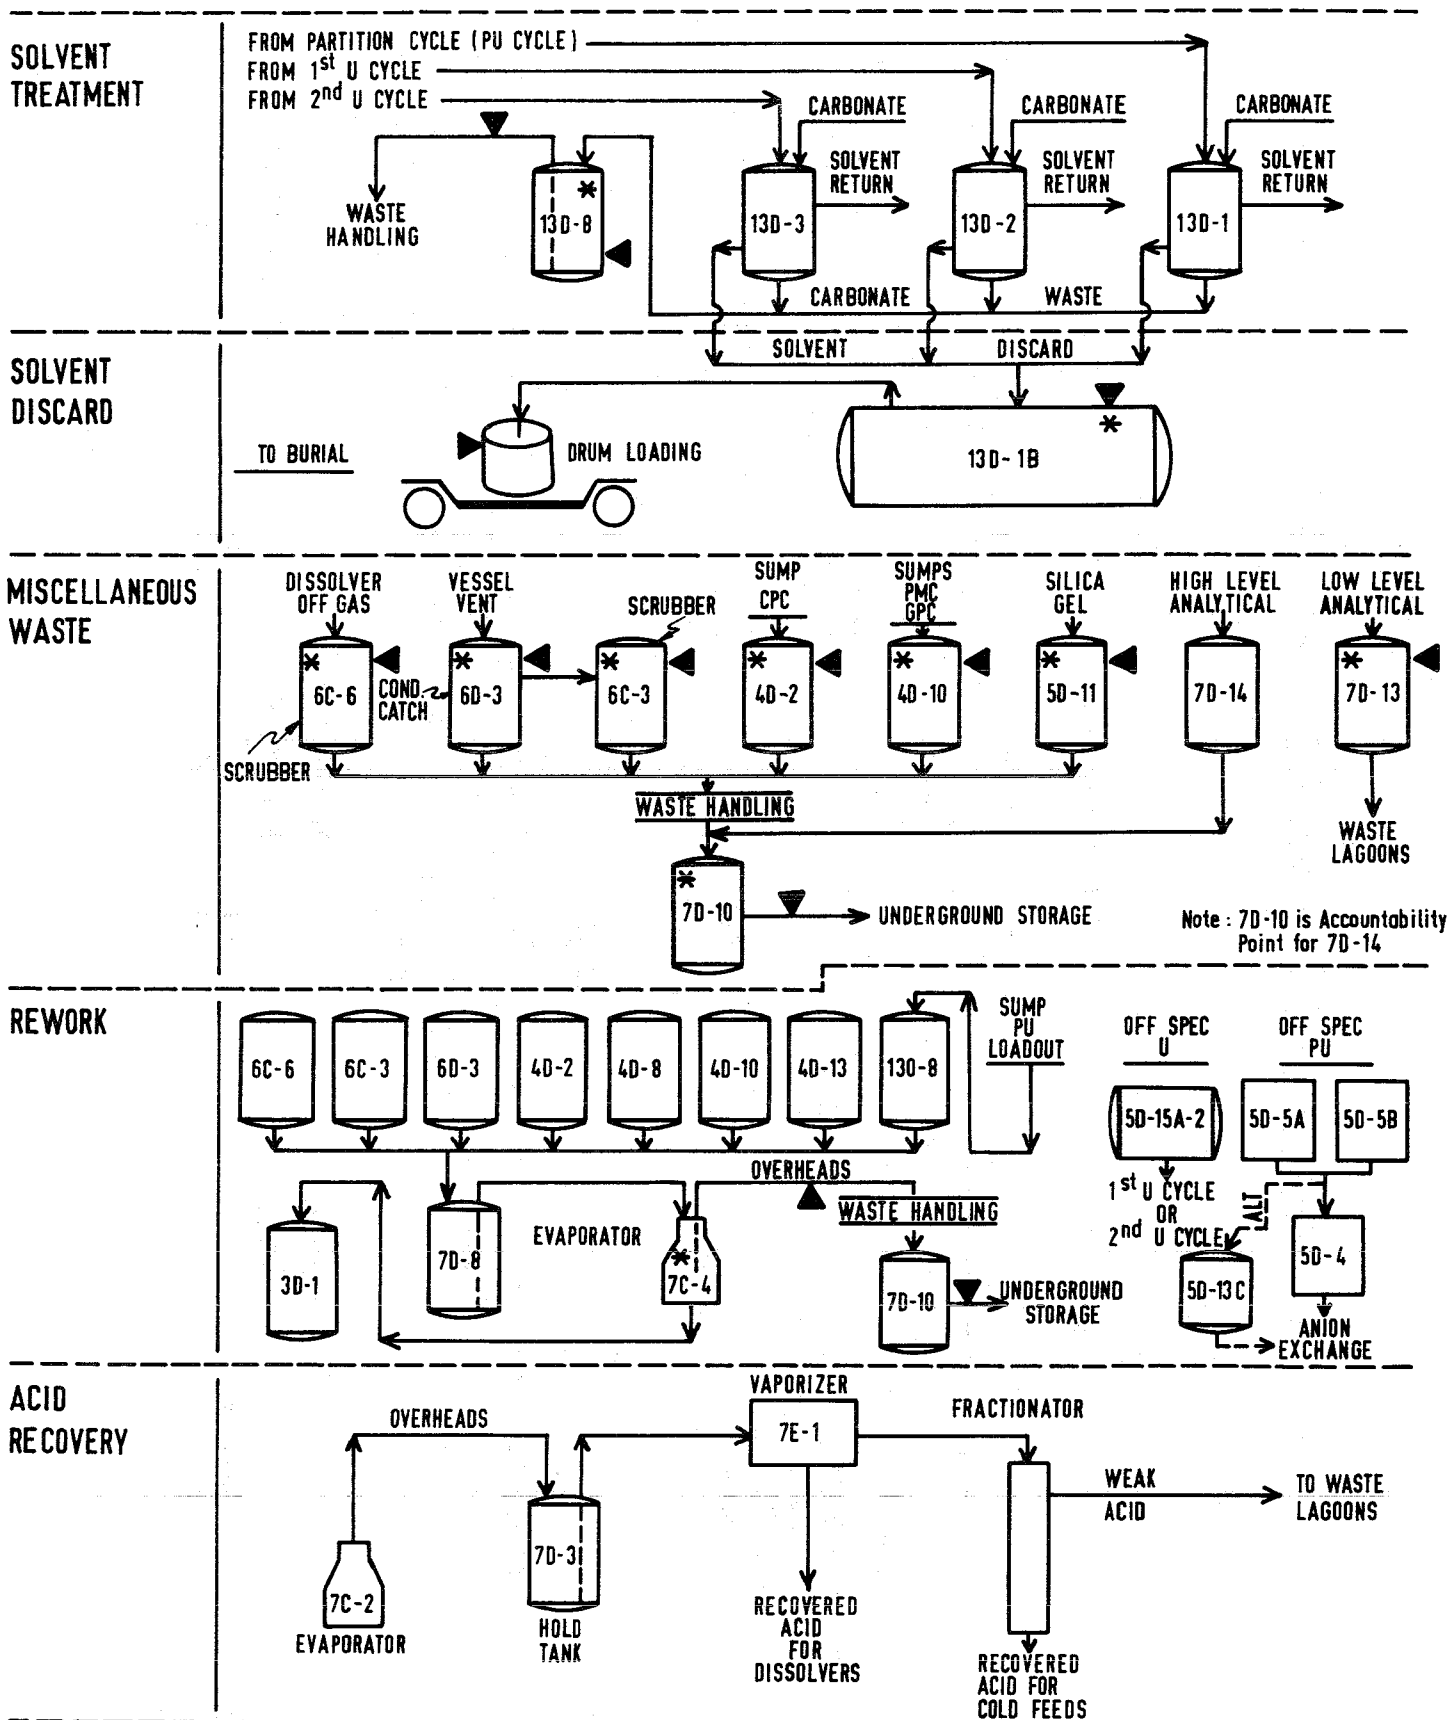 SOLVENT
TREATMENT
FROM PARTITION CYCLE (PU CYCLE)
FROM 1st U CYCLE
FROM 2nd U CYCLE
CARBONATE
CARBONATE
CARBONATE
SOLVENT
RETURN
SOLVENT
RETURN
SOLVENT
RETURN
WASTE
HANDLING
13D-8
*
13D-3
13D-2
13D-1
CARBONATE WASTE
SOLVENT
DISCARD
SOLVENT DISCARD
TO BURIAL
DRUM LOADING
*
13D-1B
MISCELLANEOUS
WASTE
DISSOLVER
OFF GAS
VESSEL
VENT
SCRUBBER
SUMP
CPC
SUMPS
PMC
GPC
SILICA
GEL
HIGH LEVEL
ANALYTICAL
LOW LEVEL
ANALYTICAL
*
6C-6
COND.
CATCH
*
6D-3
*
6C-3
*
4D-2
*
4D-10
*
5D-11
7D-14
*
7D-13
SCRUBBER
WASTE HANDLING
WASTE
LAGOONS
*
7D-10
UNDERGROUND STORAGE
Note : 7D-10 is Accountability
Point for 7D-14
REWORK
6C-6
6C-3
6D-3
4D-2
4D-8
4D-10
4D-13
13D-8
SUMP
PU
LOADOUT
OFF SPEC
U
OFF SPEC
PU
5D-15A-2
5D-5A
5D-5B
OVERHEADS
1st U CYCLE
OR
2nd U CYCLE
ALT
WASTE HANDLING
EVAPORATOR
3D-1
7D-8
*
7C-4
7D-10
UNDERGROUND
STORAGE
5D-13C
5D-4
ANION
EXCHANGE
ACID
RECOVERY
OVERHEADS
VAPORIZER
7E-1
FRACTIONATOR
WEAK
ACID
TO WASTE
LAGOONS
7D-3
7C-2
EVAPORATOR
HOLD
TANK
RECOVERED
ACID
FOR
DISSOLVERS
RECOVERED
ACID FOR
COLD FEEDS